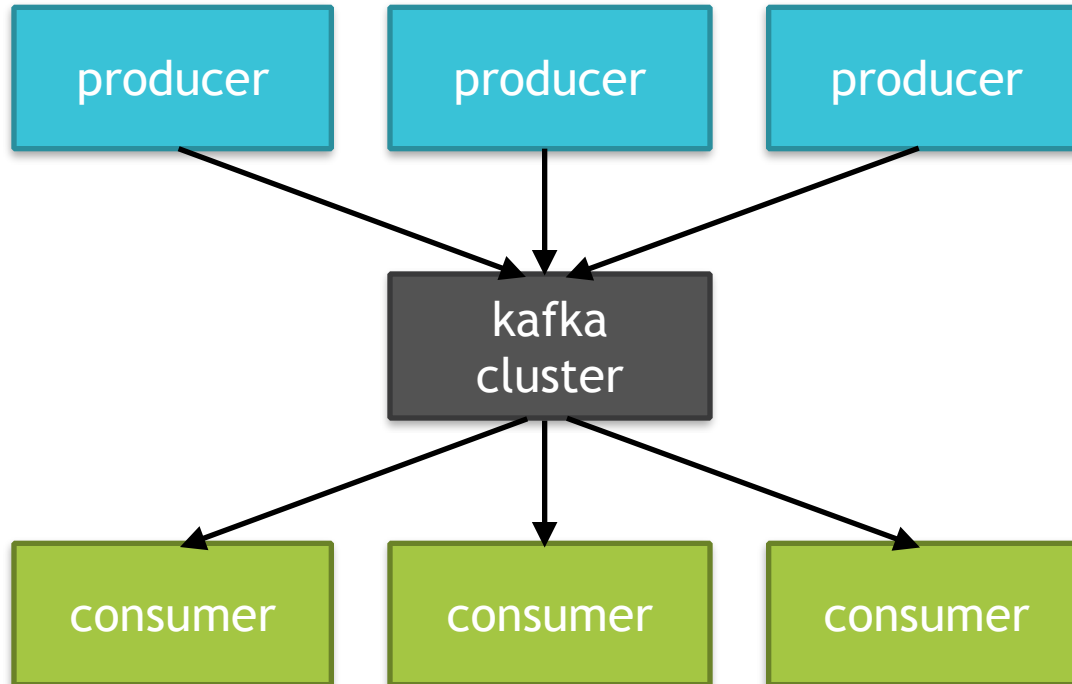 producer
producer
producer
kafka
cluster
consumer
consumer
consumer